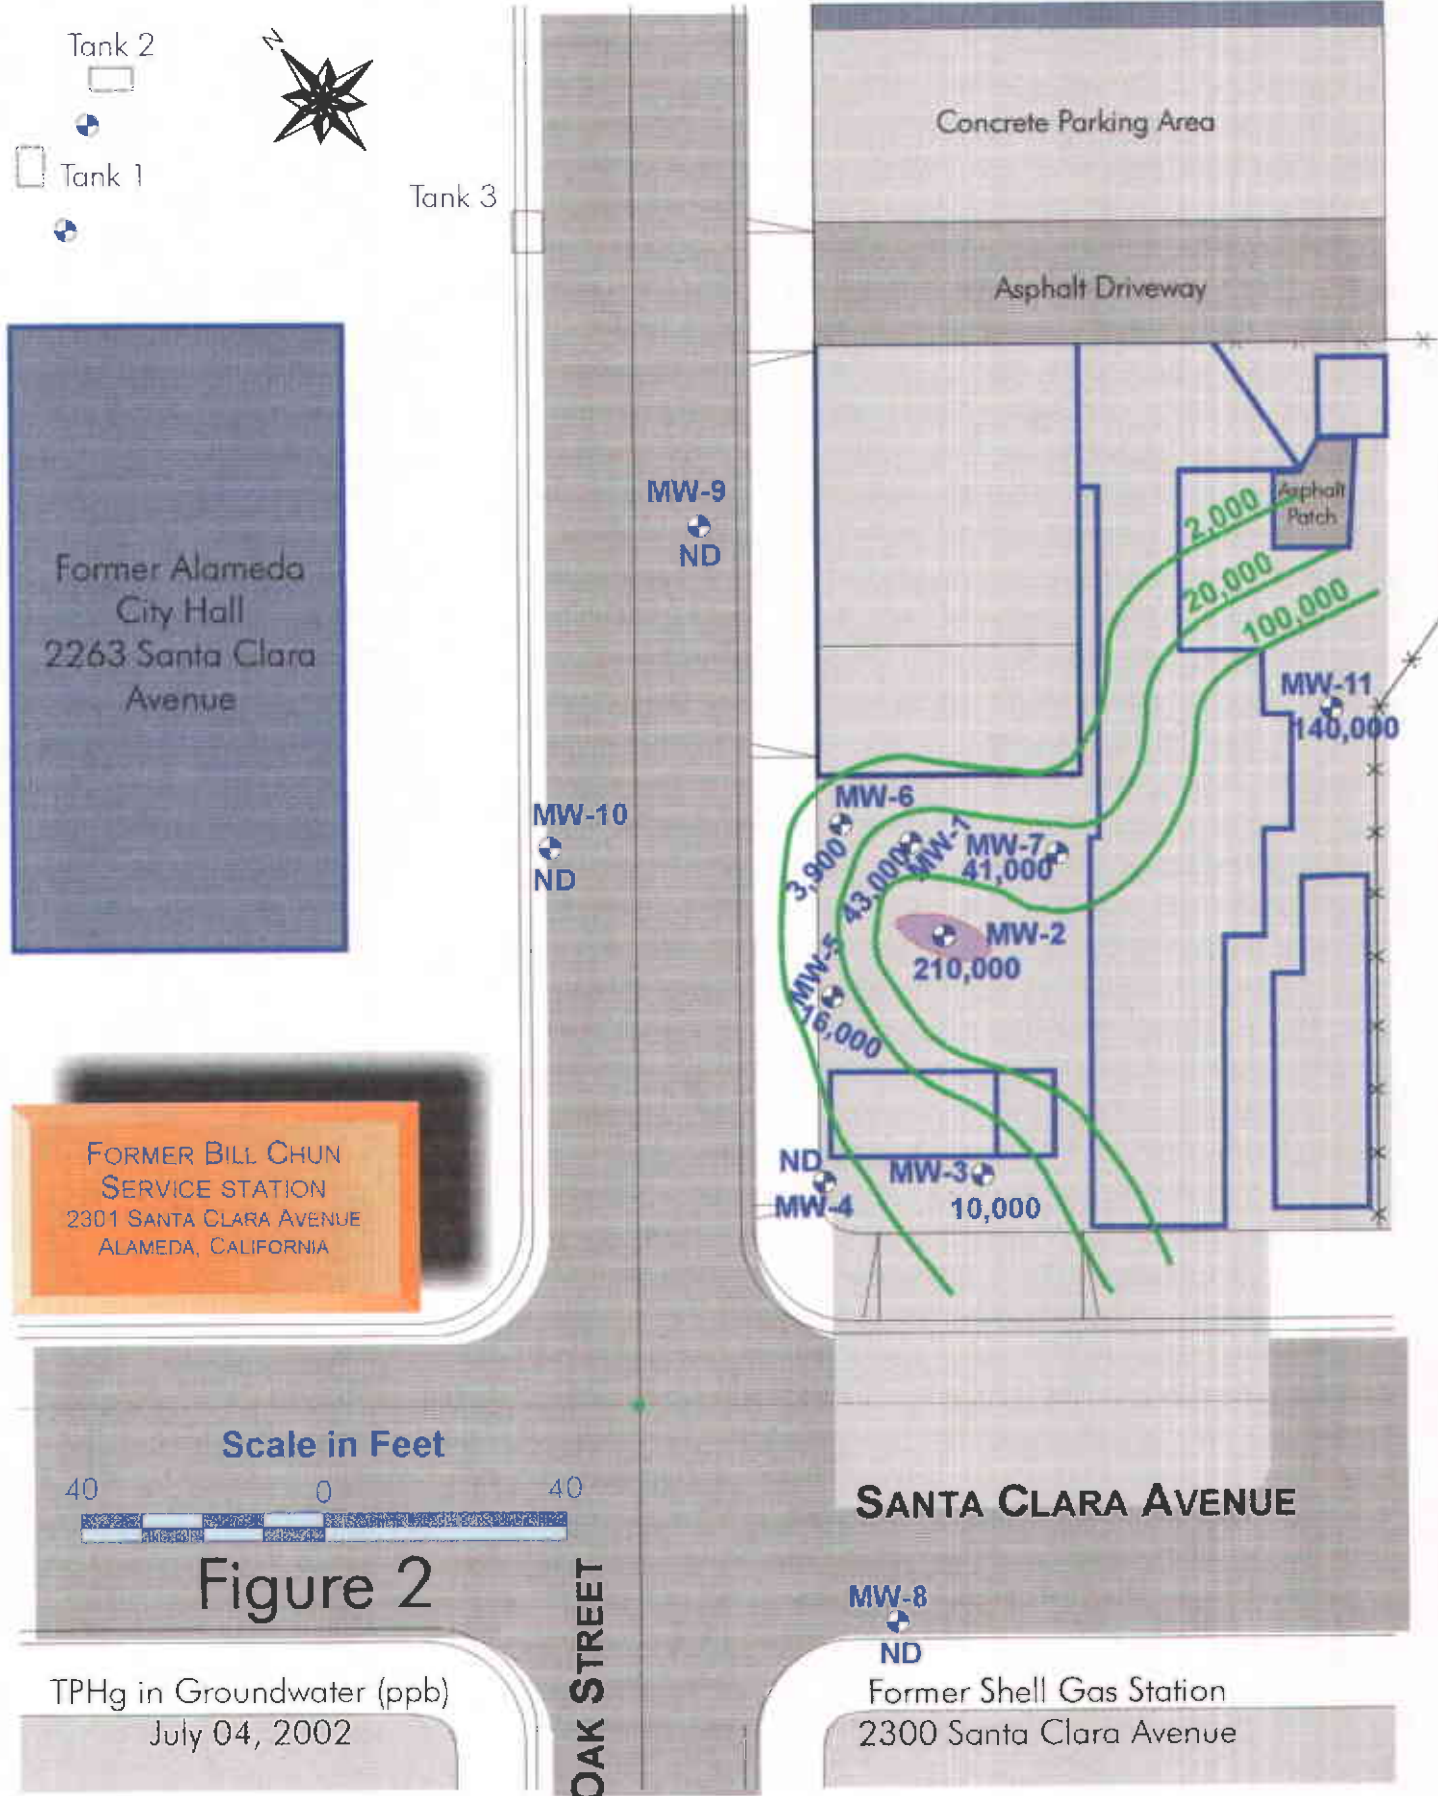 Tank 2
N
Tank 1
Tank 3
Concrete Parking Area
Asphalt Driveway
Former Alameda
City Hall
2263 Santa Clara
Avenue
MW-9
ND
MW-10
ND
2,000
20,000
100,000
Asphalt
Patch
MW-11
140,000
MW-6
3,900
MW-1
43,000
MW-7
41,000
MW-2
210,000
MW-5
16,000
ND
MW-4
MW-3
10,000
FORMER BILL CHUN
SERVICE STATION
2301 SANTA CLARA AVENUE
ALAMEDA, CALIFORNIA
Scale in Feet
40 0 40
Figure 2
SANTA CLARA AVENUE
OAK STREET
MW-8
ND
TPHg in Groundwater (ppb)
July 04, 2002
Former Shell Gas Station
2300 Santa Clara Avenue